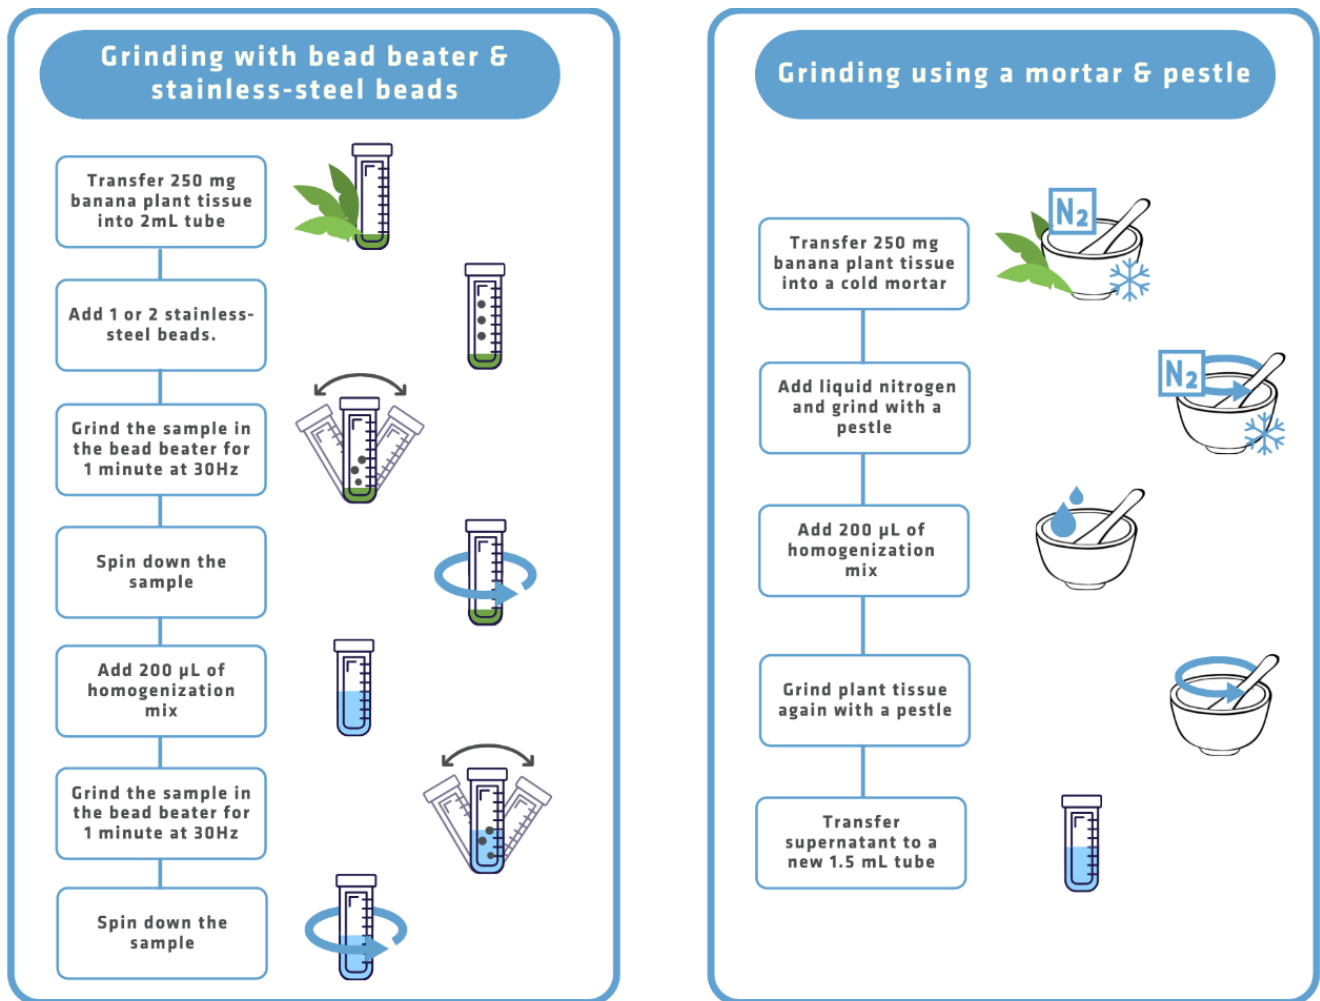 Grinding with bead beater &
stainless-steel beads
Transfer 250 mg
banana plant tissue
into 2mL tube
Add 1 or 2 stainless-
steel beads.
Grind the sample in
the bead beater for
1 minute at 30Hz
Spin down the
sample
Add 200 µL of
homogenization
mix
Grind the sample in
the bead beater for
1 minute at 30Hz
Spin down the
sample
Grinding using a mortar & pestle
Transfer 250 mg
banana plant tissue
into a cold mortar
N₂
Add liquid nitrogen
and grind with a
pestle
N₂
Add 200 µL of
homogenization
mix
Grind plant tissue
again with a pestle
Transfer
supernatant to a
new 1.5 mL tube